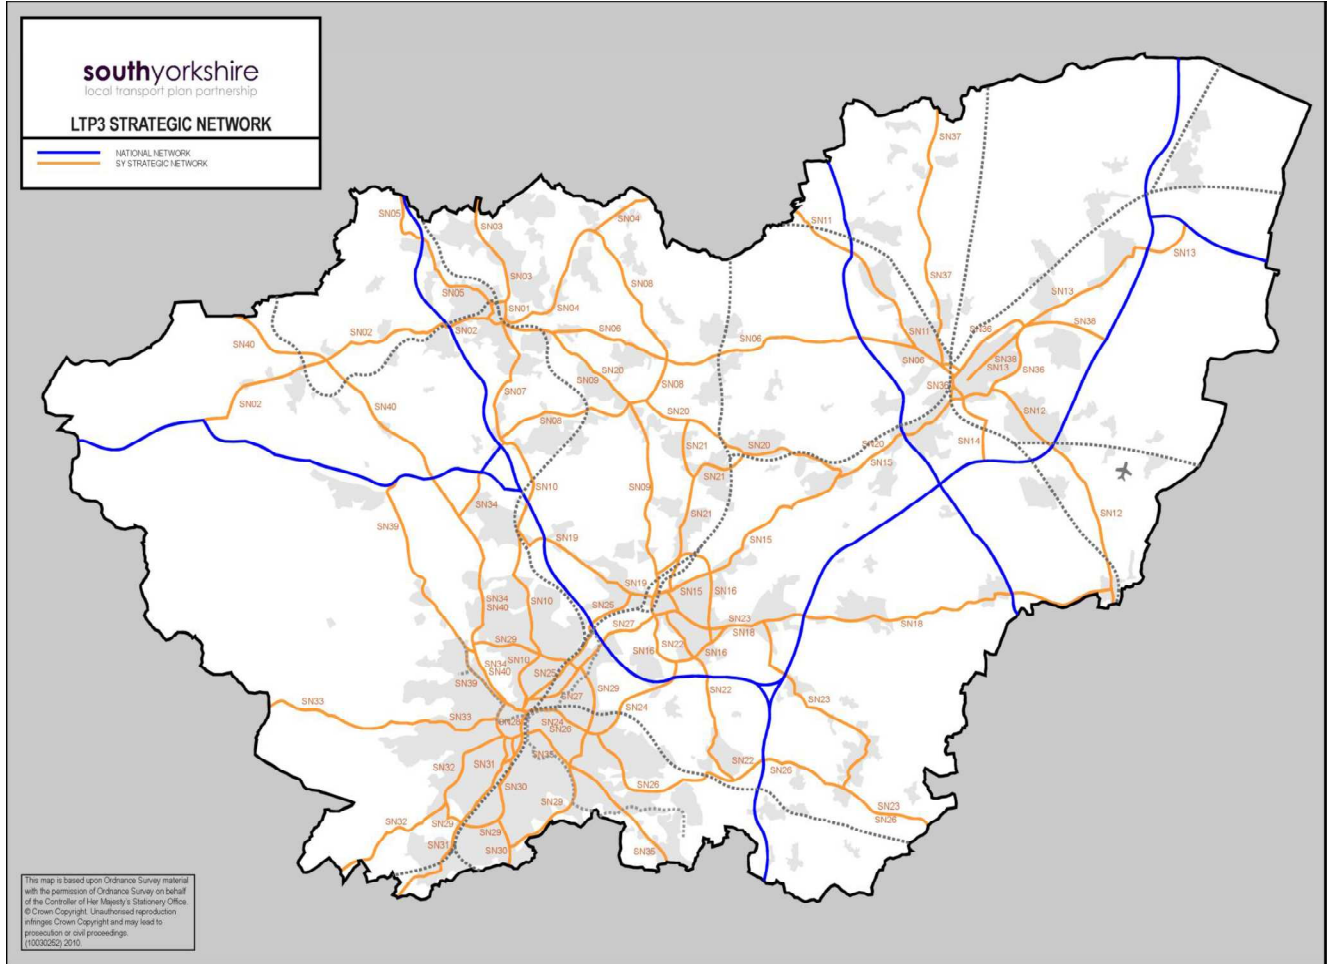 southyorkshire
local transport plan partnership
LTP3 STRATEGIC NETWORK
NATIONAL NETWORK
SY STRATEGIC NETWORK
SN37
SN05
SN04
SN03
SN11
SN37
SN13
SN03
SN08
SN05
SN13
SN01
SN04
SN40
SN02
SN02
SN06
SN06
SN11
SN36
SN38
SN06
SN38
SN13
SN36
SN20
SN09
SN08
SN36
SN07
SN02
SN40
SN08
SN20
SN12
SN21
SN20
SN20
SN14
SN15
SN21
SN10
SN09
SN34
SN21
SN12
SN39
SN19
SN15
SN19
SN15
SN16
SN34
SN40
SN10
SN25
SN27
SN23
SN18
SN18
SN29
SN16
SN22
SN16
SN34
SN40
SN10
SN25
SN39
SN27
SN29
SN22
SN24
SN23
SN33
SN33
SN24
SN26
SN35
SN32
SN31
SN30
SN26
SN22
SN26
SN29
SN23
SN26
SN32
SN29
SN29
SN31
SN30
SN35
This map is based upon Ordnance Survey material
with the permission of Ordnance Survey on behalf
of the Controller of Her Majesty's Stationery Office.
© Crown Copyright. Unauthorised reproduction
infringes Crown Copyright and may lead to
prosecution or civil proceedings.
(10030252) 2010.